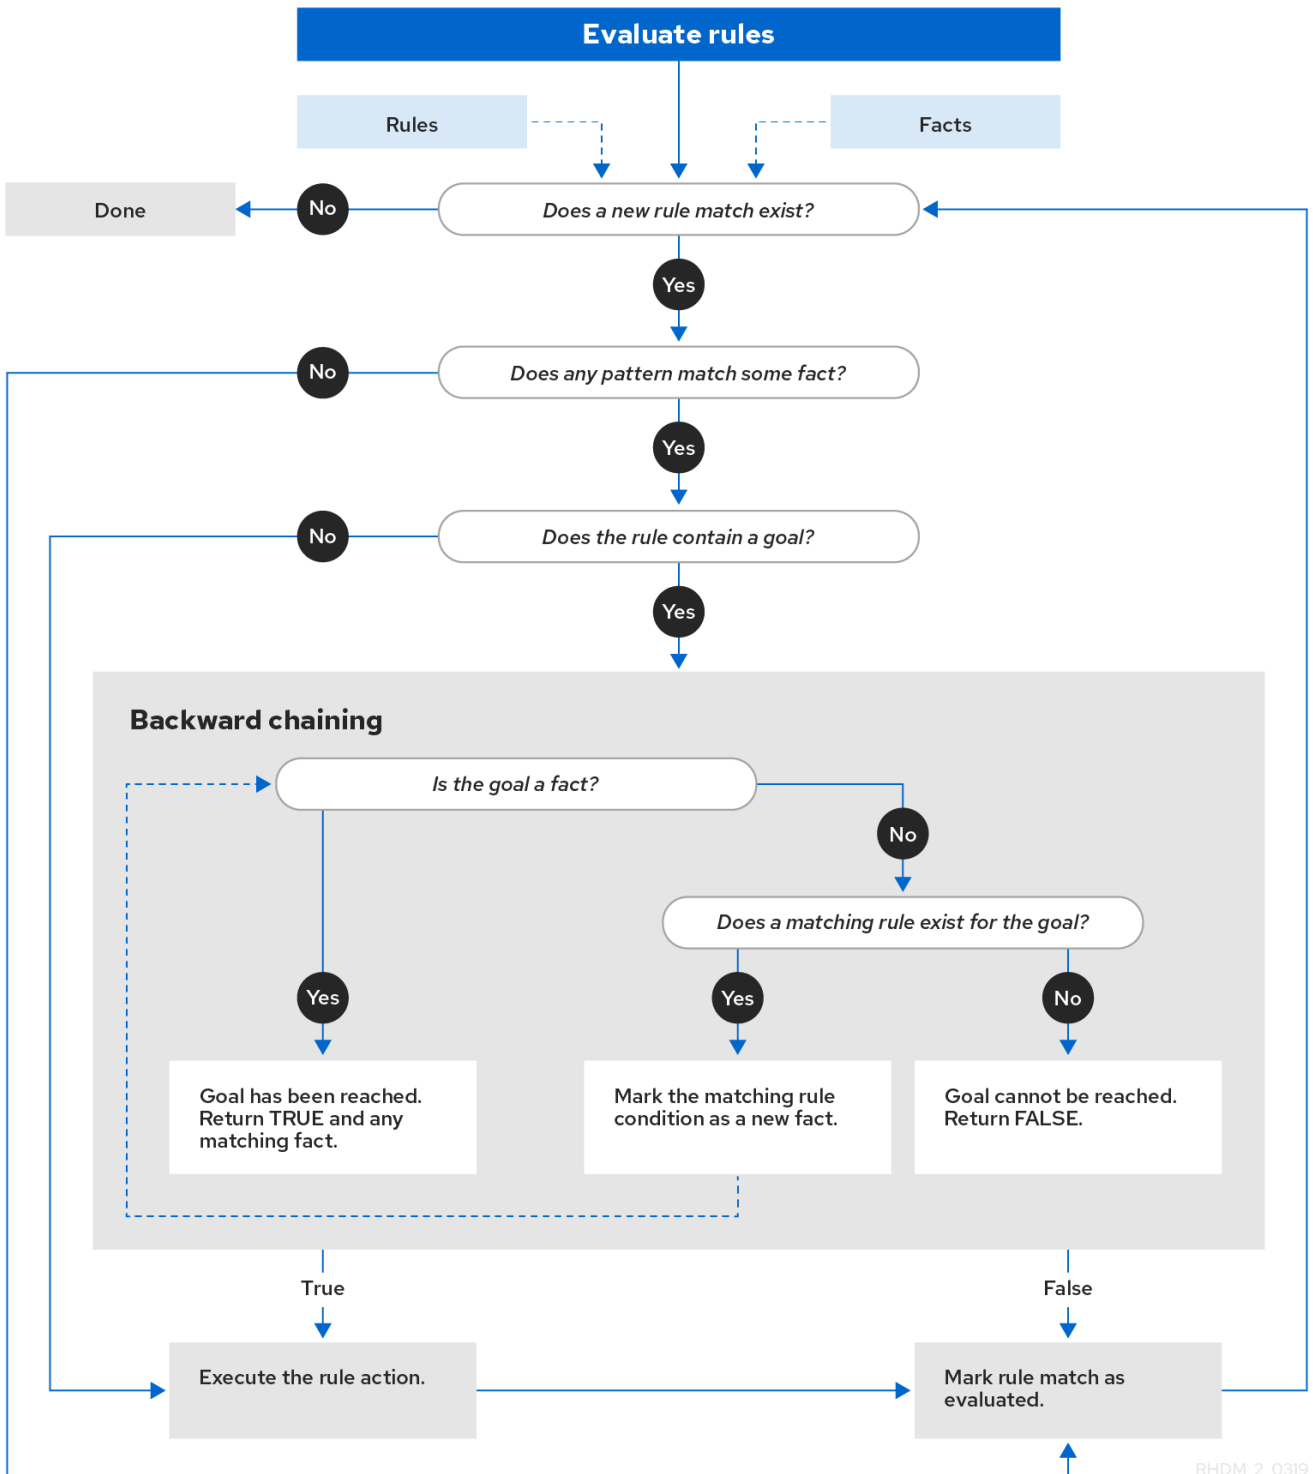 Evaluate rules
Rules
Facts
Done
No
Does a new rule match exist?
Yes
No
Does any pattern match some fact?
Yes
No
Does the rule contain a goal?
Yes
Backward chaining
Is the goal a fact?
No
Does a matching rule exist for the goal?
Yes
Yes
No
Goal has been reached.
Return TRUE and any
matching fact.
Mark the matching rule
condition as a new fact.
Goal cannot be reached.
Return FALSE.
True
False
Execute the rule action.
Mark rule match as
evaluated.
RHDM_2_0319